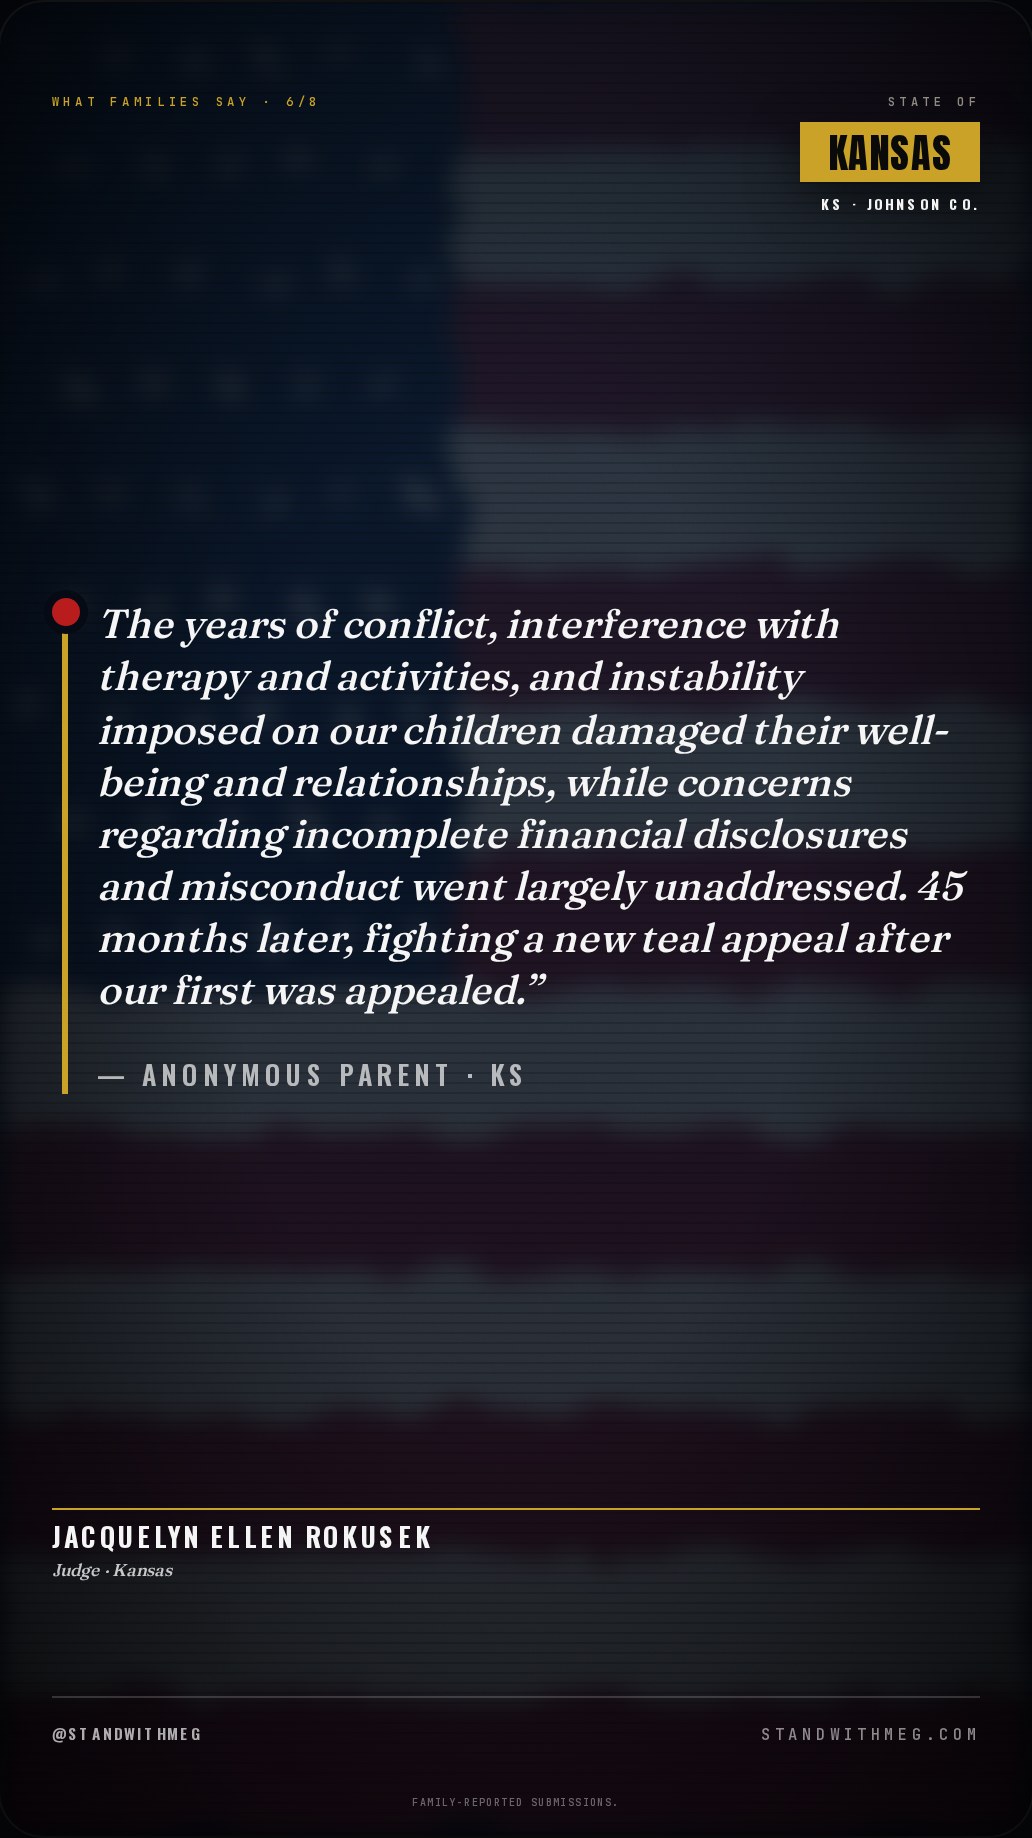 WHAT FAMILIES SAY · 6/8
STATE OF
KANSAS
KS · JOHNSON CO.
The years of conflict, interference with
therapy and activities, and instability
imposed on our children damaged their well-
being and relationships, while concerns
regarding incomplete financial disclosures
and misconduct went largely unaddressed. 45
months later, fighting a new teal appeal after
our first was appealed.”
— ANONYMOUS PARENT · KS
JACQUELYN ELLEN ROKUSEK
Judge · Kansas
@STANDWITHMEG
STANDWITHMEG.COM
FAMILY-REPORTED SUBMISSIONS.